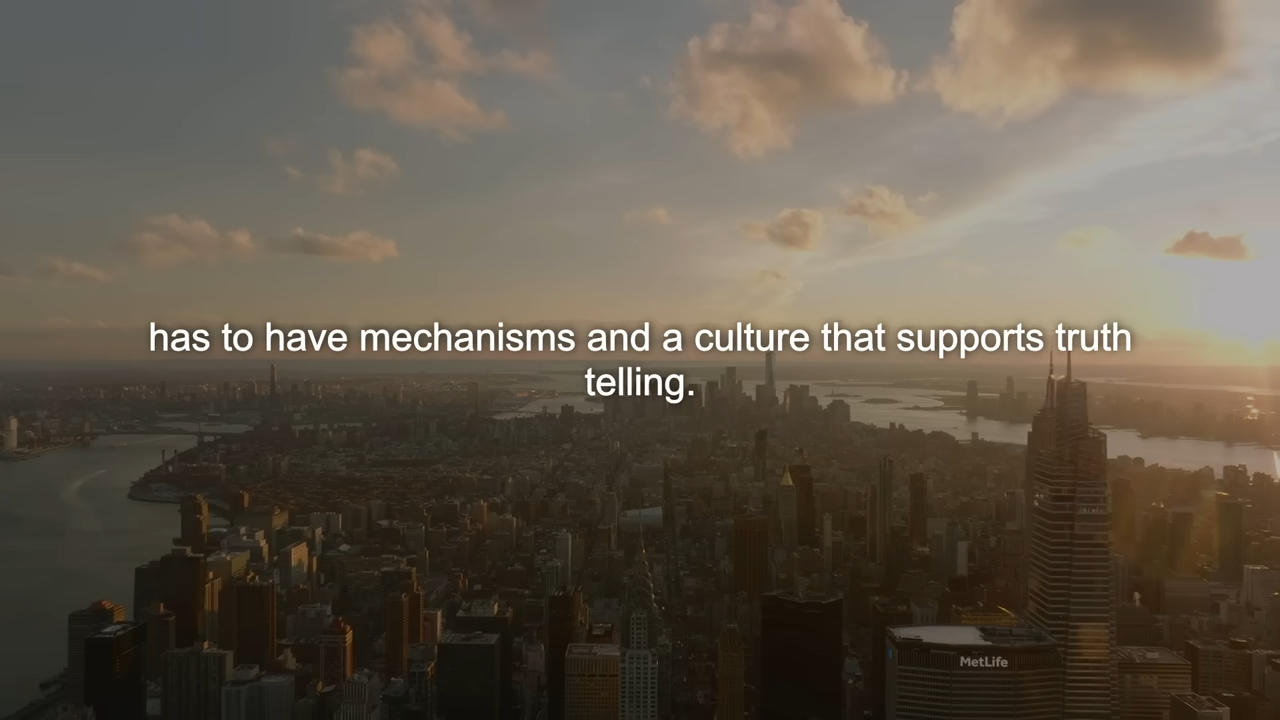 has to have mechanisms and a culture that supports truth
telling.
MetLife